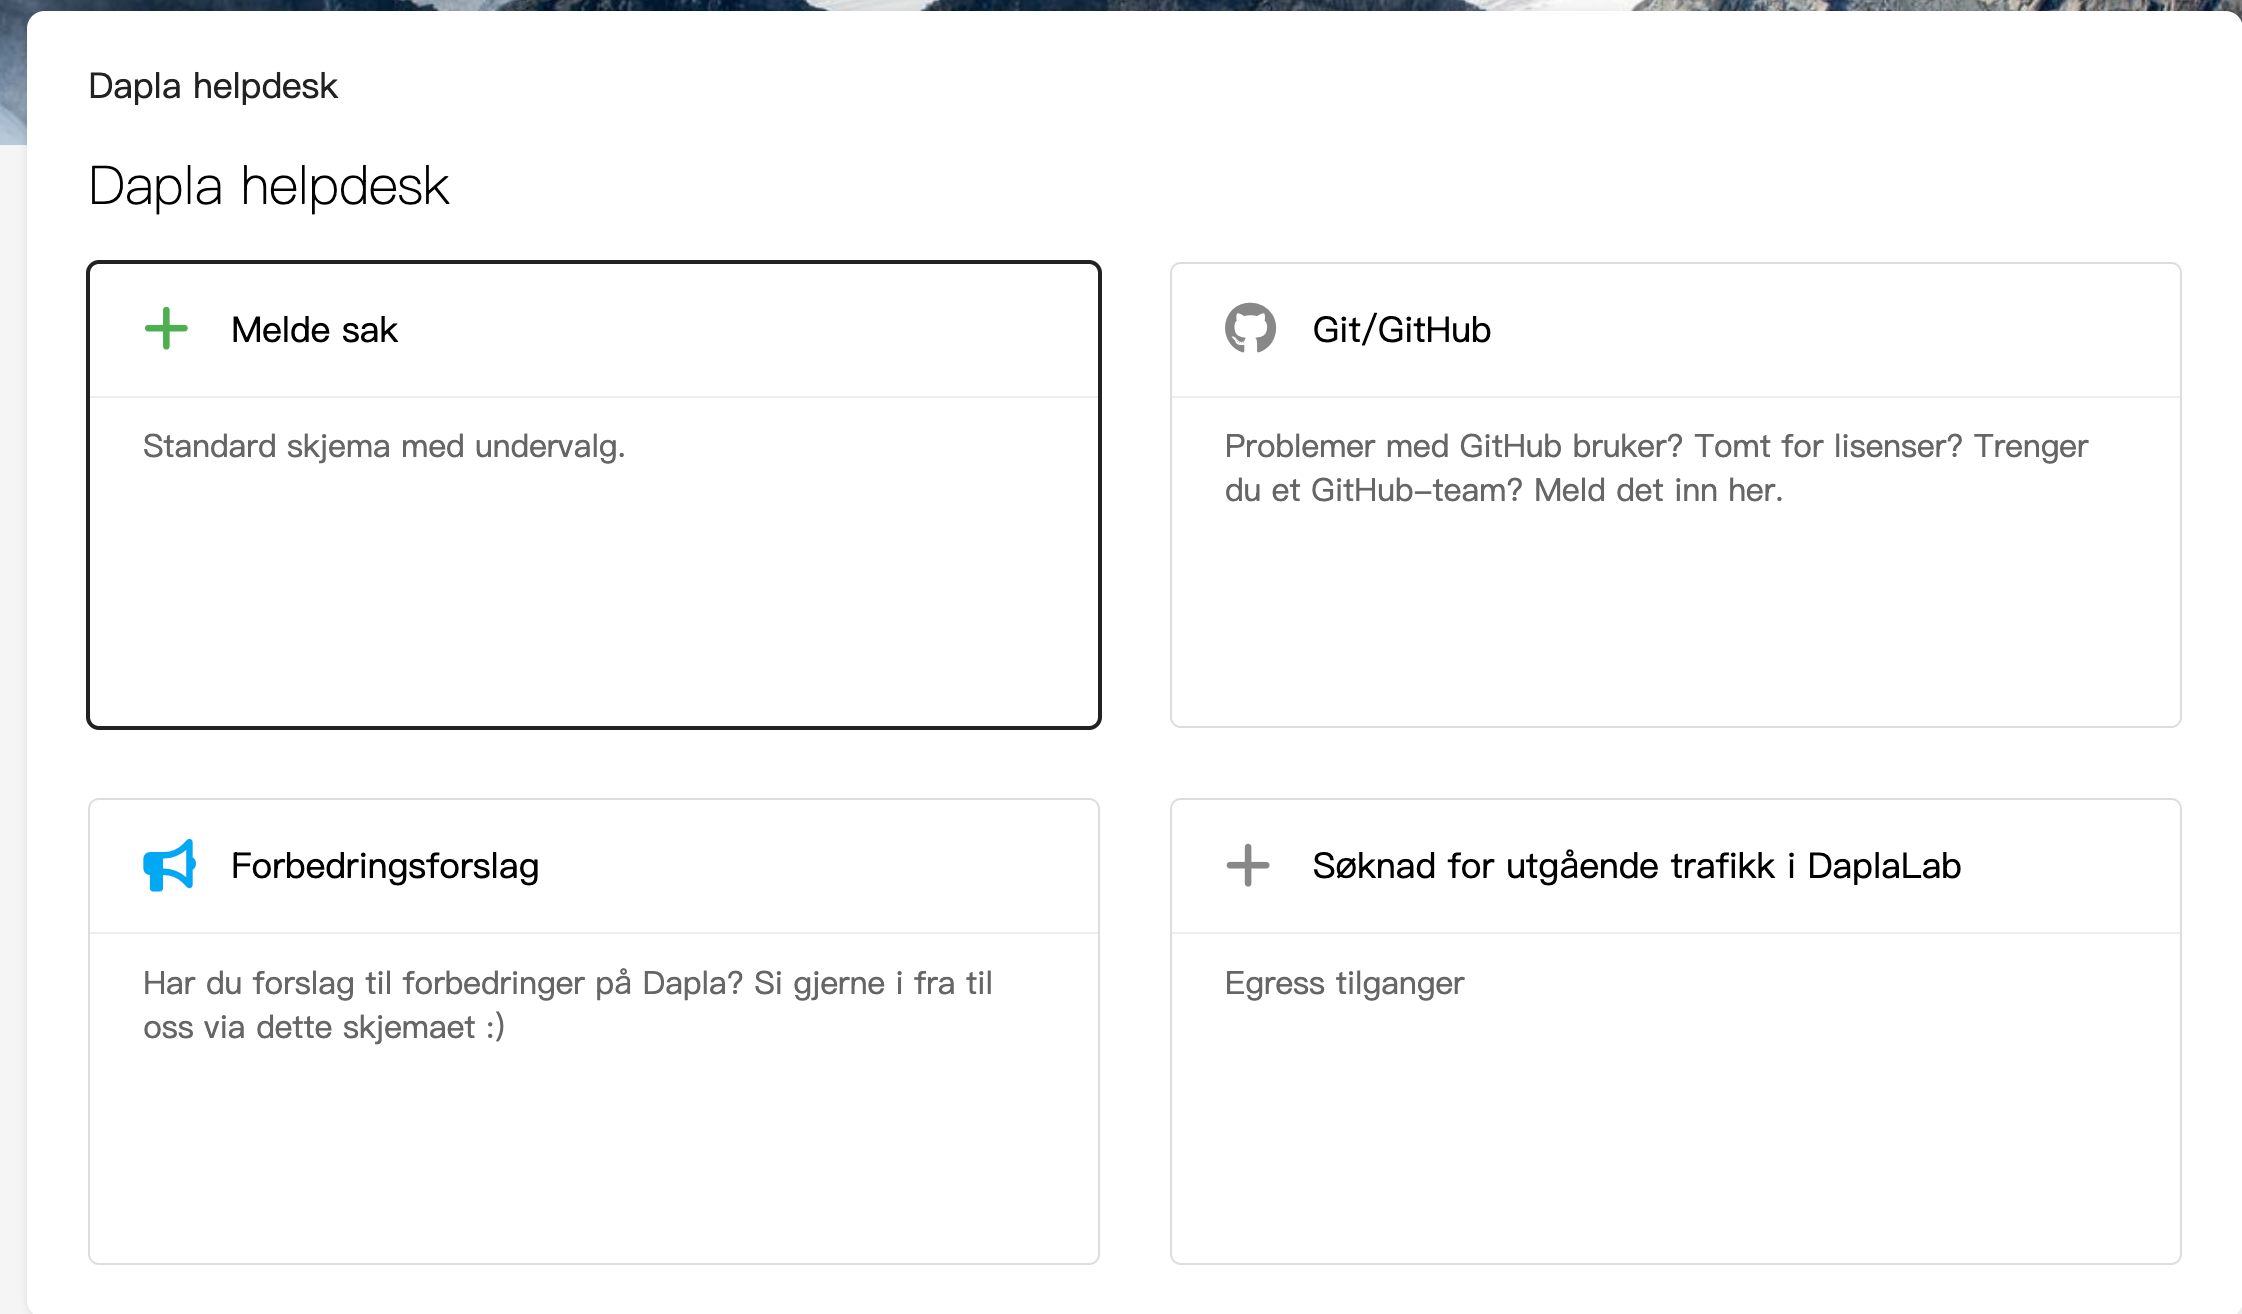 Dapla helpdesk
Dapla helpdesk
Melde sak
Standard skjema med undervalg.
Git/GitHub
Problemer med GitHub bruker? Tomt for lisenser? Trenger
du et GitHub-team? Meld det inn her.
Forbedringsforslag
Har du forslag til forbedringer på Dapla? Si gjerne i fra til
oss via dette skjemaet :)
Søknad for utgående trafikk i DaplaLab
Egress tilganger